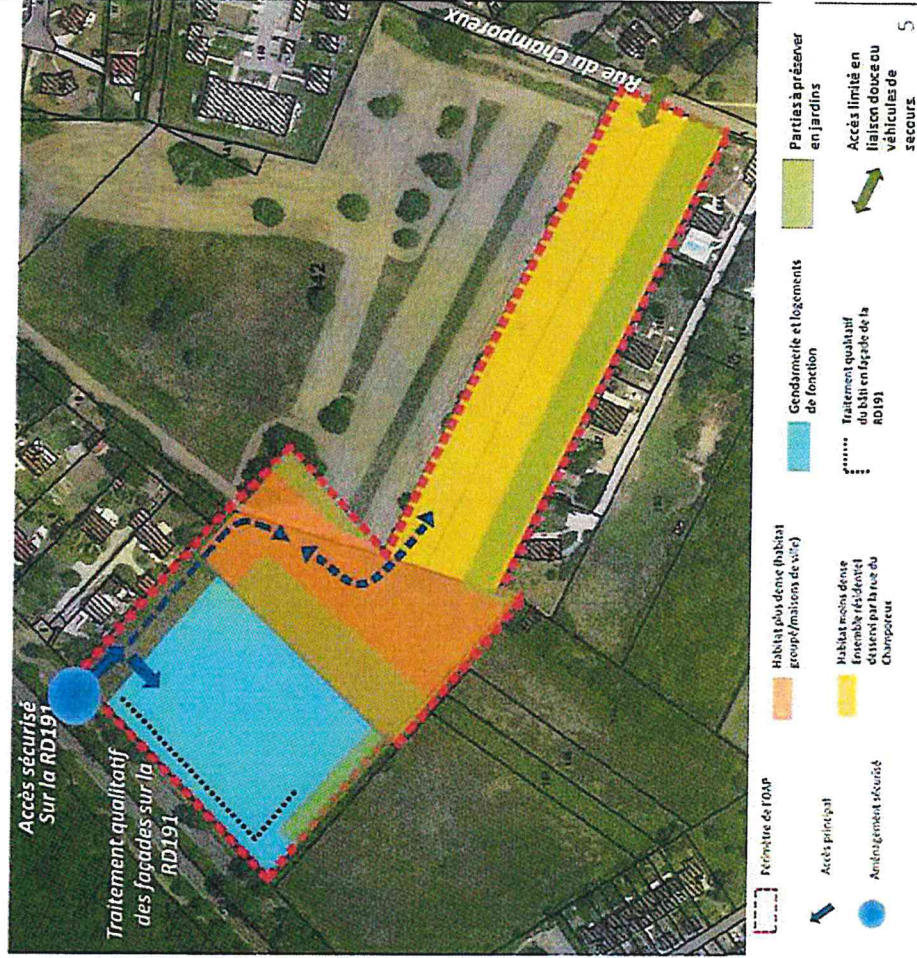 Accès sécurisé
Sur la RD191
Traitement qualitatif
des façades sur la
RD191
Rue du Champoreux
142
Périmètre de l'OAP
Accès principal
Aménagement sécurisé
Habitat plus dense (habitat
groupé/maisons de ville)
Habitat moins dense
Ensemble résidentiel
desservi par la rue du
Champoreux
Gendarmerie et logements
de fonction
Traitement qualitatif
du bâti en façade de la
RD191
Parties à préserver
en jardins
Accès limité en
liaison douce ou
véhicules de
secours.
5